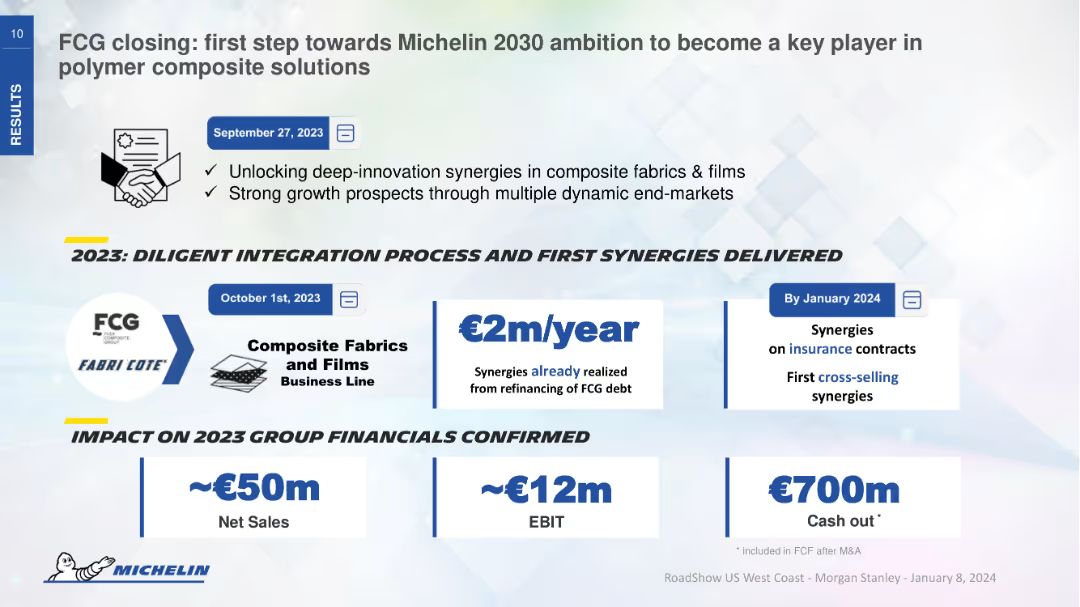 10
RESULTS
FCG closing: first step towards Michelin 2030 ambition to become a key player in
polymer composite solutions
September 27, 2023
✓ Unlocking deep-innovation synergies in composite fabrics & films
✓ Strong growth prospects through multiple dynamic end-markets
2023: DILIGENT INTEGRATION PROCESS AND FIRST SYNERGIES DELIVERED
FCG
COMPOSITE
GROUP
FABRI COTE
October 1st, 2023
Composite Fabrics
and Films
Business Line
€2m/year
Synergies already realized
from refinancing of FCG debt
By January 2024
Synergies
on insurance contracts
First cross-selling
synergies
IMPACT ON 2023 GROUP FINANCIALS CONFIRMED
~€50m
Net Sales
~€12m
EBIT
€700m
Cash out *
* included in FCF after M&A
MICHELIN
RoadShow US West Coast - Morgan Stanley - January 8, 2024